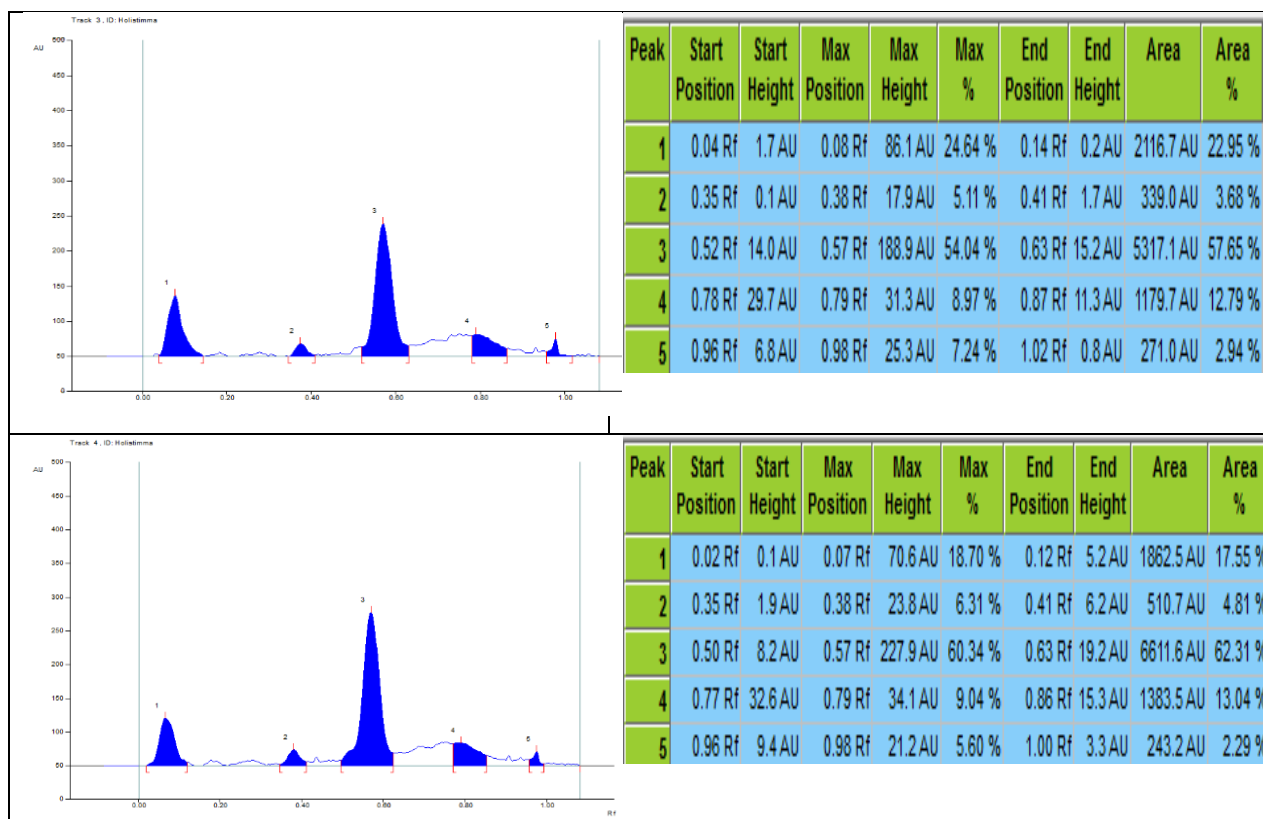 Track 3, ID: Holistimma
AU
500
450
400
350
300
250
200
150
100
50
0
1
2
3
4
5
0.00 0.20 0.40 0.60 0.80 1.00
Peak Start Position Start Height Max Position Max Height Max % End Position End Height Area Area %
1 0.04 Rf 1.7 AU 0.08 Rf 86.1 AU 24.64 % 0.14 Rf 0.2 AU 2116.7 AU 22.95 %
2 0.35 Rf 0.1 AU 0.38 Rf 17.9 AU 5.11 % 0.41 Rf 1.7 AU 339.0 AU 3.68 %
3 0.52 Rf 14.0 AU 0.57 Rf 188.9 AU 54.04 % 0.63 Rf 15.2 AU 5317.1 AU 57.65 %
4 0.78 Rf 29.7 AU 0.79 Rf 31.3 AU 8.97 % 0.87 Rf 11.3 AU 1179.7 AU 12.79 %
5 0.96 Rf 6.8 AU 0.98 Rf 25.3 AU 7.24 % 1.02 Rf 0.8 AU 271.0 AU 2.94 %
Track 4, ID: Holistimma
AU
500
450
400
350
300
250
200
150
100
50
0
1
2
3
4
5
0.00 0.20 0.40 0.60 0.80 1.00
Rf
Peak Start Position Start Height Max Position Max Height Max % End Position End Height Area Area %
1 0.02 Rf 0.1 AU 0.07 Rf 70.6 AU 18.70 % 0.12 Rf 5.2 AU 1862.5 AU 17.55 %
2 0.35 Rf 1.9 AU 0.38 Rf 23.8 AU 6.31 % 0.41 Rf 6.2 AU 510.7 AU 4.81 %
3 0.50 Rf 8.2 AU 0.57 Rf 227.9 AU 60.34 % 0.63 Rf 19.2 AU 6611.6 AU 62.31 %
4 0.77 Rf 32.6 AU 0.79 Rf 34.1 AU 9.04 % 0.86 Rf 15.3 AU 1383.5 AU 13.04 %
5 0.96 Rf 9.4 AU 0.98 Rf 21.2 AU 5.60 % 1.00 Rf 3.3 AU 243.2 AU 2.29 %